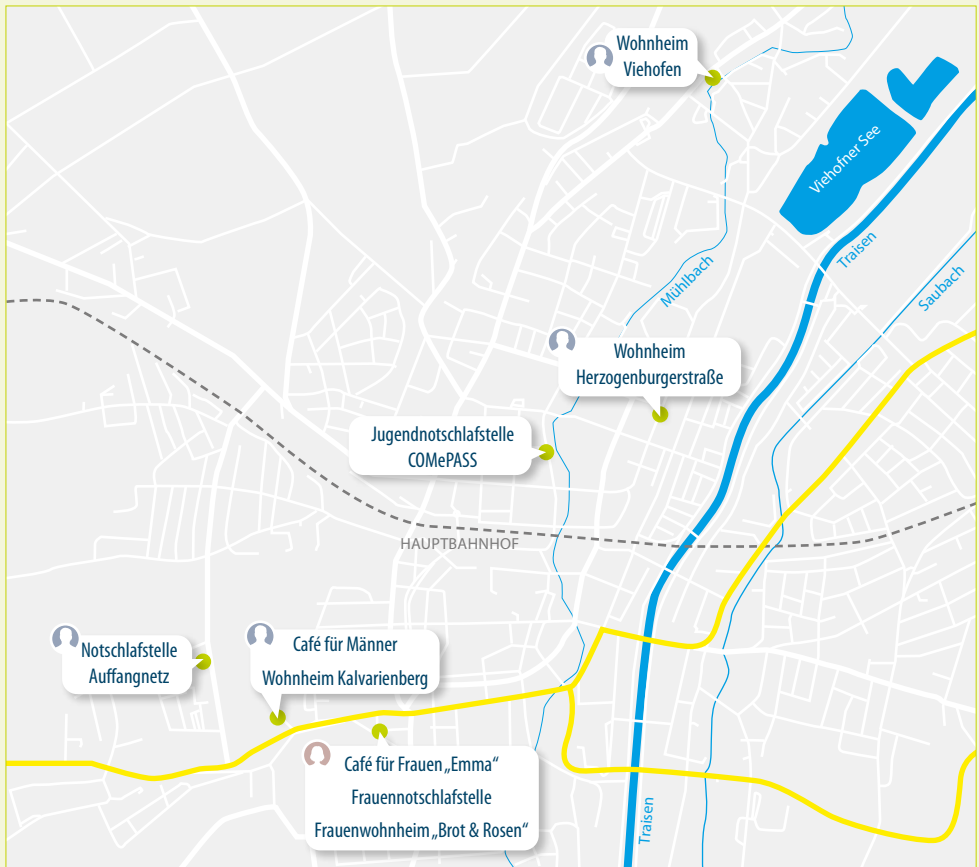 Wohnheim
Viehofen
Viehofner See
Traisen
Saubach
Mühlbach
Wohnheim
Herzogenburgerstraße
Jugendnotschlafstelle
COMePASS
HAUPTBAHNHOF
Notschlafstelle
Auffangnetz
Café für Männer
Wohnheim Kalvarienberg
Café für Frauen „Emma“
Frauennotschlafstelle
Frauenwohnheim „Brot & Rosen“
Traisen